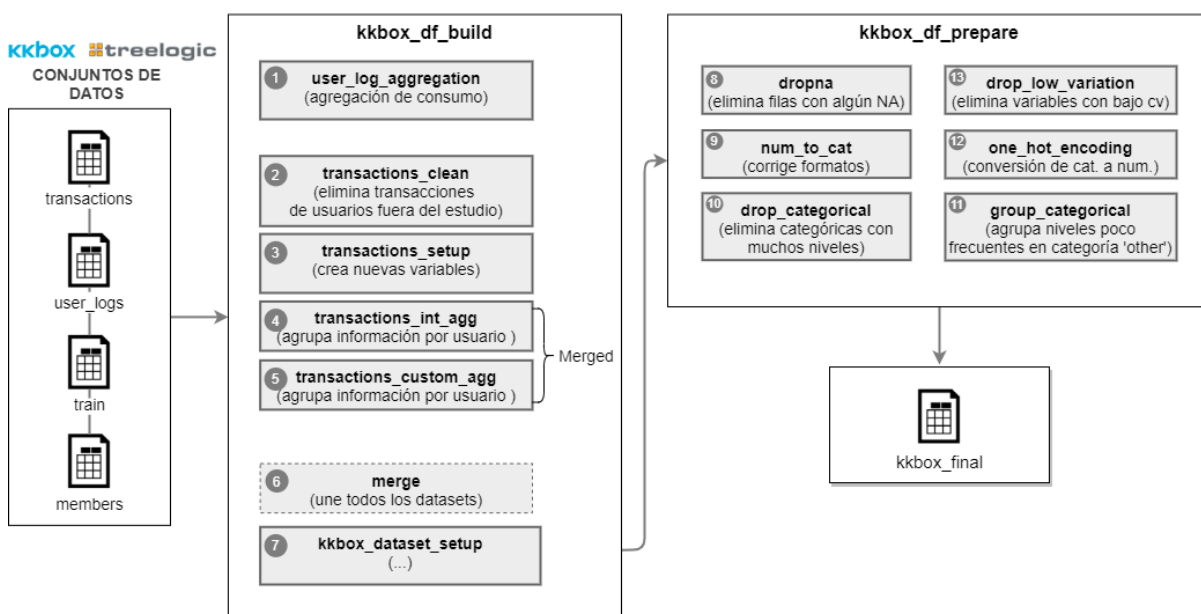 kkbox treelogic
CONJUNTOS DE
DATOS
transactions
user_logs
train
members
kkbox_df_build
1
user_log_aggregation
(agregación de consumo)
2
transactions_clean
(elimina transacciones
de usuarios fuera del estudio)
3
transactions_setup
(crea nuevas variables)
4
transactions_int_agg
(agrupa información por usuario )
5
transactions_custom_agg
(agrupa información por usuario )
Merged
6
merge
(une todos los datasets)
7
kkbox_dataset_setup
(...)
kkbox_df_prepare
8
dropna
(elimina filas con algún NA)
9
num_to_cat
(corrige formatos)
10
drop_categorical
(elimina categóricas con
muchos niveles)
11
group_categorical
(agrupa niveles poco
frecuentes en categoría 'other')
12
one_hot_encoding
(conversión de cat. a num.)
13
drop_low_variation
(elimina variables con bajo cv)
kkbox_final